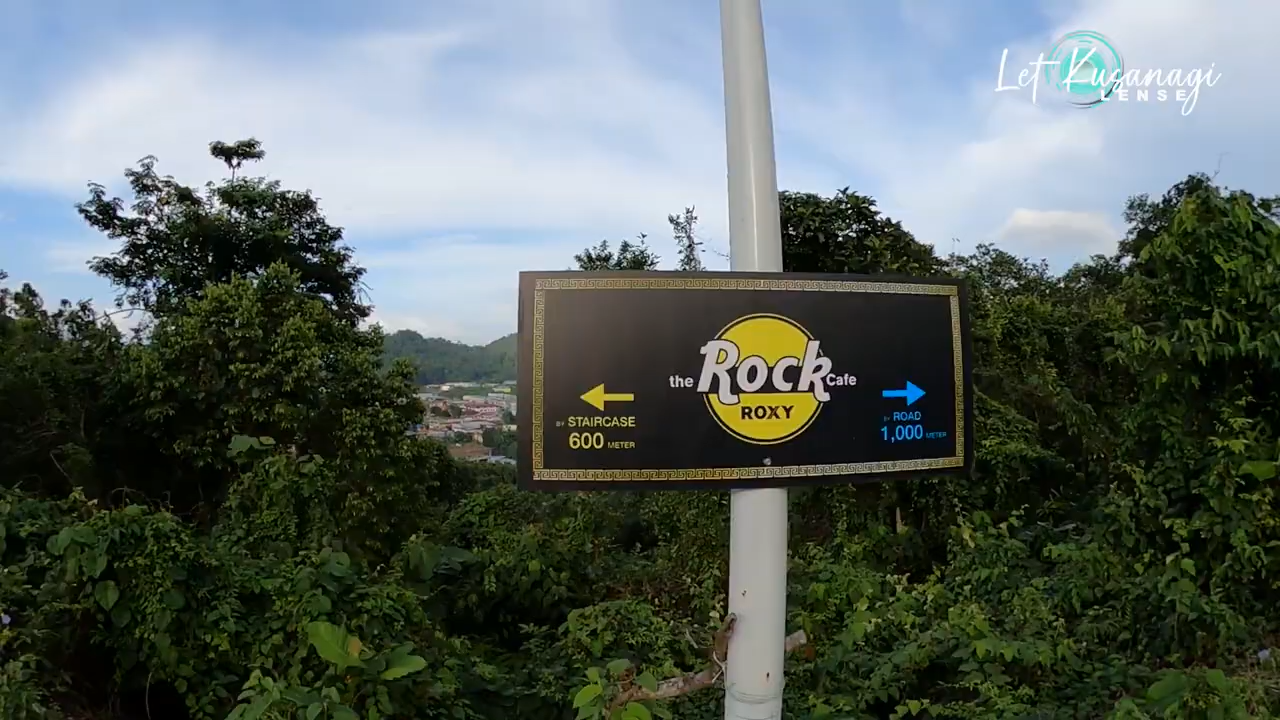 Let Kusanagi
LENSE
the Rock Cafe
ROXY
BY STAIRCASE
600 METER
BY ROAD
1,000 METER